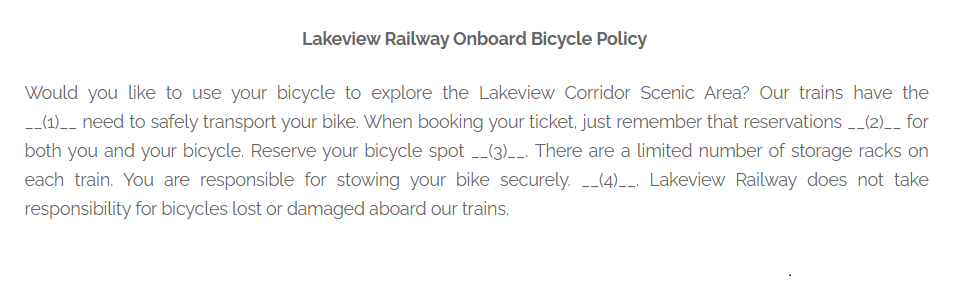 Lakeview Railway Onboard Bicycle Policy
Would you like to use your bicycle to explore the Lakeview Corridor Scenic Area? Our trains have the
__(1)__ need to safely transport your bike. When booking your ticket, just remember that reservations __(2)__ for
both you and your bicycle. Reserve your bicycle spot __(3)__. There are a limited number of storage racks on
each train. You are responsible for stowing your bike securely. __(4)__. Lakeview Railway does not take
responsibility for bicycles lost or damaged aboard our trains.